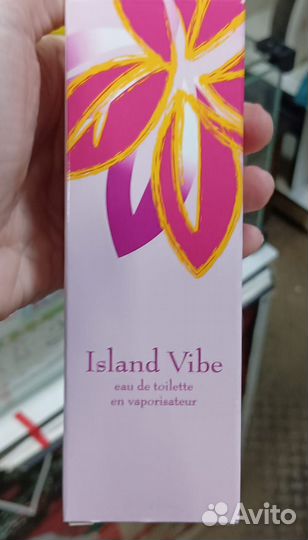 Island Vibe
eau de toilette
en vaporisateur
Avito